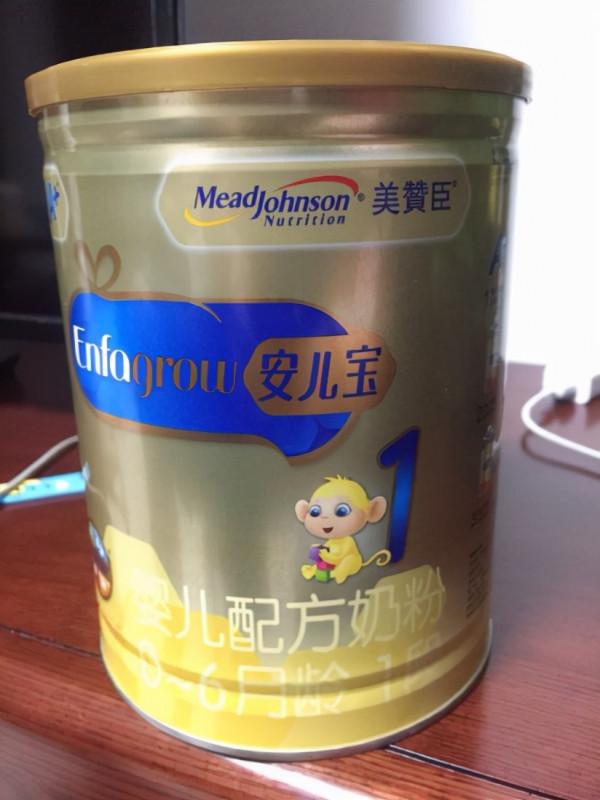 MeadJohnson® 美贊臣®
Nutrition
Enfagrow 安儿宝
1
婴儿配方奶粉
0~6月龄 1段